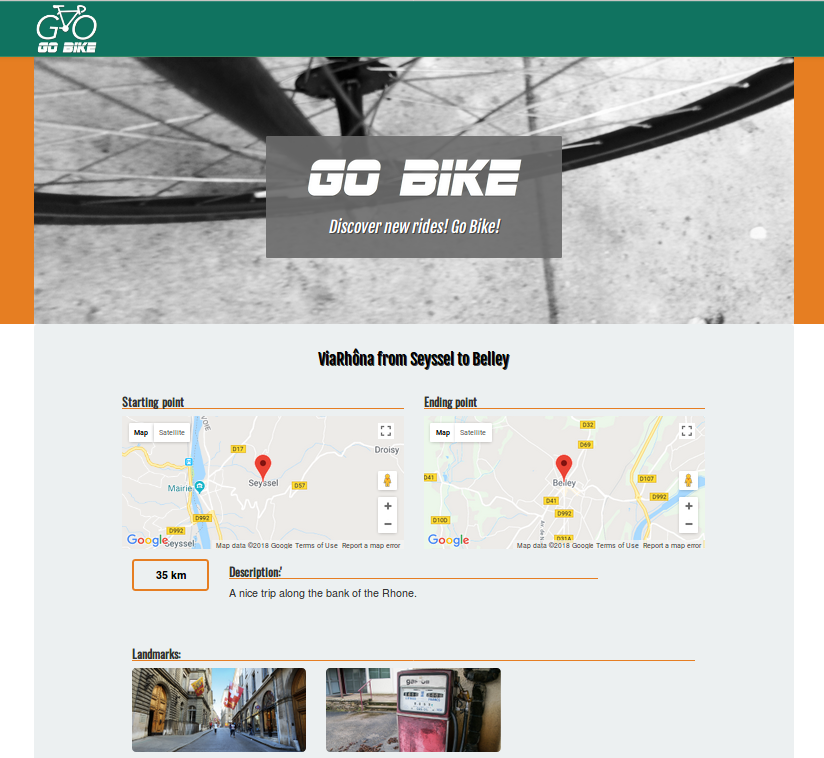 GO BIKE
GO BIKE
Discover new rides! Go Bike!
ViaRhôna from Seyssel to Belley
Starting point
Ending point
Map Satellite
D17
Droisy
Seyssel
D57
Mairie
D992
D992
Seyssel
Google
Map data ©2018 Google Terms of Use Report a map error
Map Satellite
D32
D69
D41
Belley
D107
D992
D41
D992
D10D
D31A
Google
Map data ©2018 Google Terms of Use Report a map error
35 km
Description:'
A nice trip along the bank of the Rhone.
Landmarks: